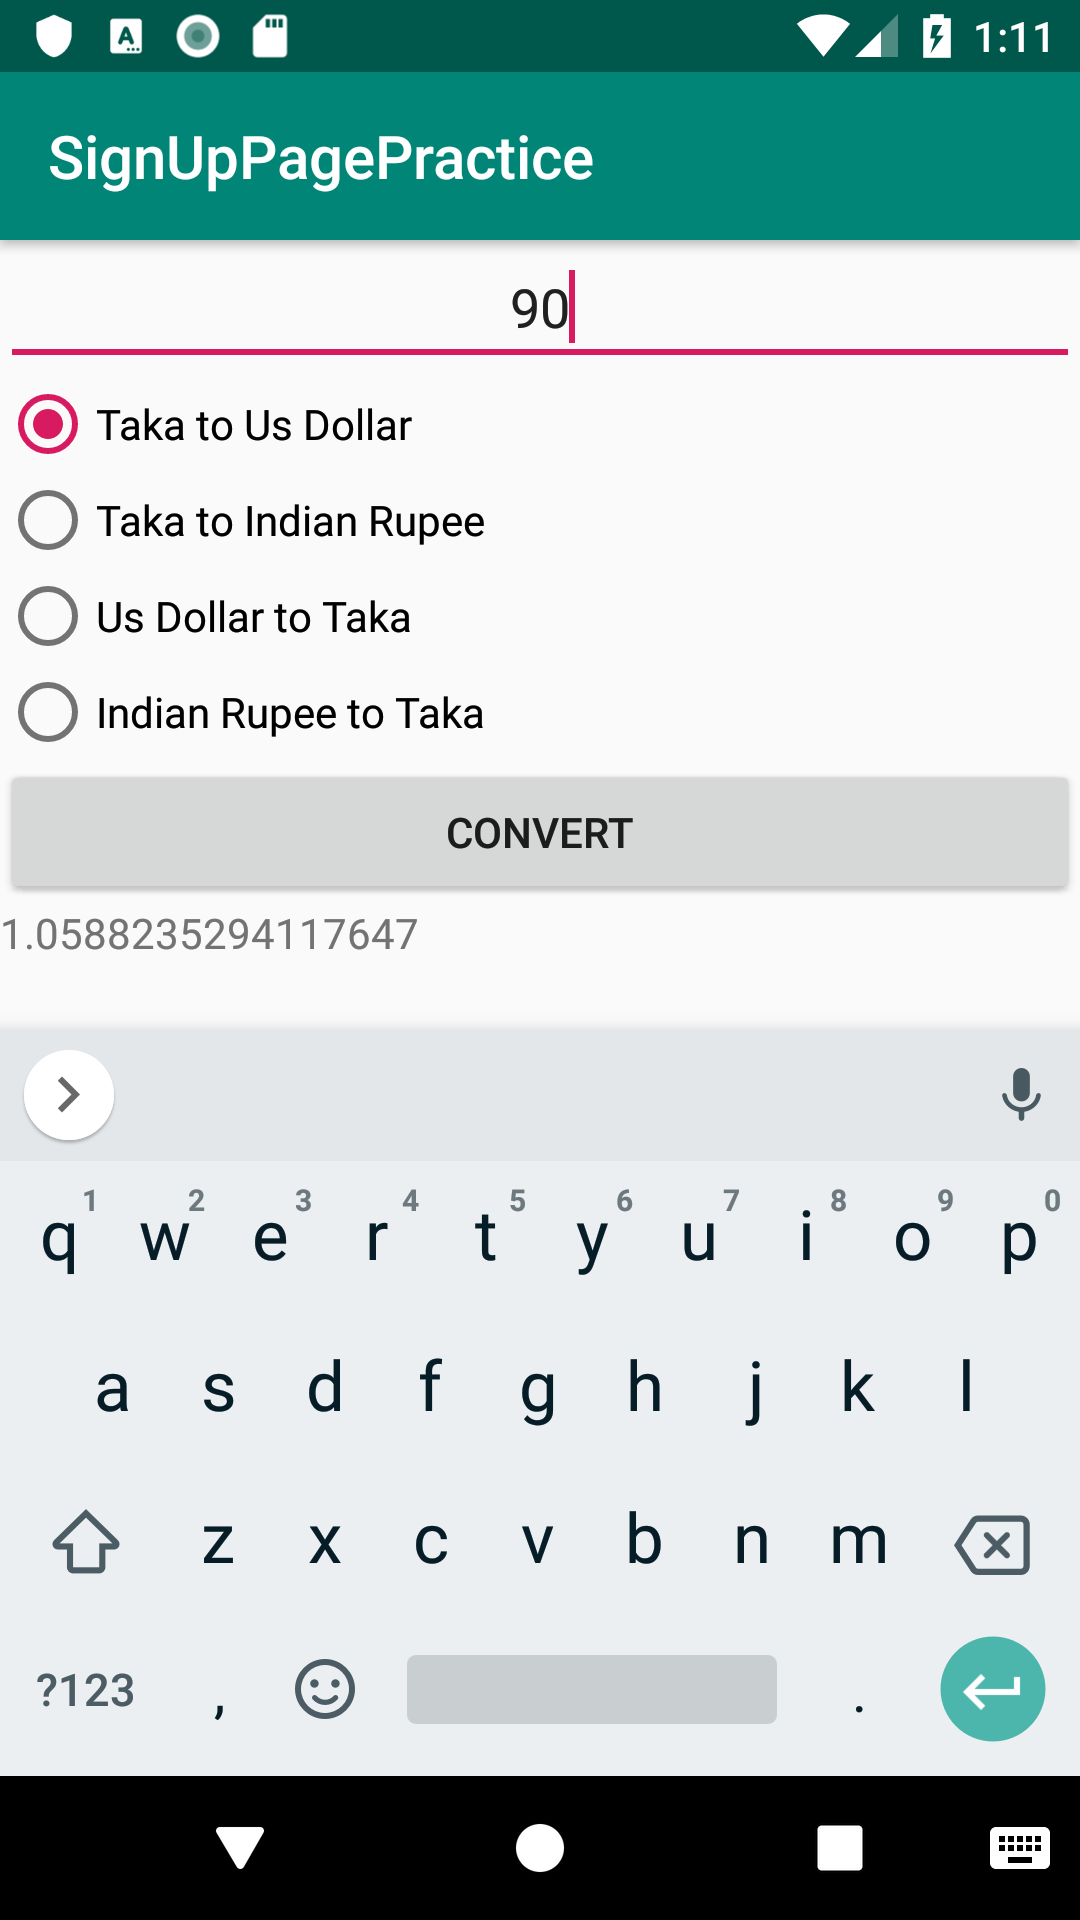 1:11
SignUpPagePractice
90
Taka to Us Dollar
Taka to Indian Rupee
Us Dollar to Taka
Indian Rupee to Taka
CONVERT
1.0588235294117647
1 2 3 4 5 6 7 8 9 0
q w e r t y u i o p
a s d f g h j k l
z x c v b n m
?123 , .